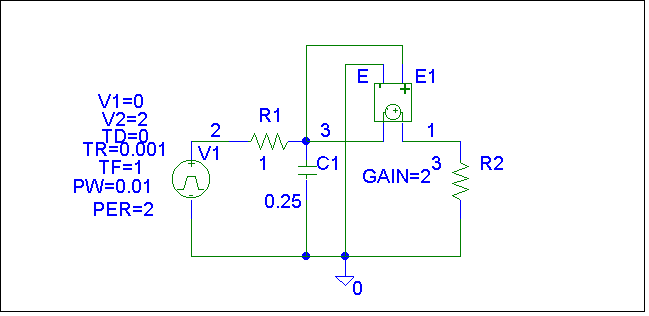 E E1
V1=0
V2=2
TD=0
TR=0.001
TF=1
PW=0.01
PER=2
2 R1 3 1
V1
1 C1 3 R2
GAIN=2
0.25
0